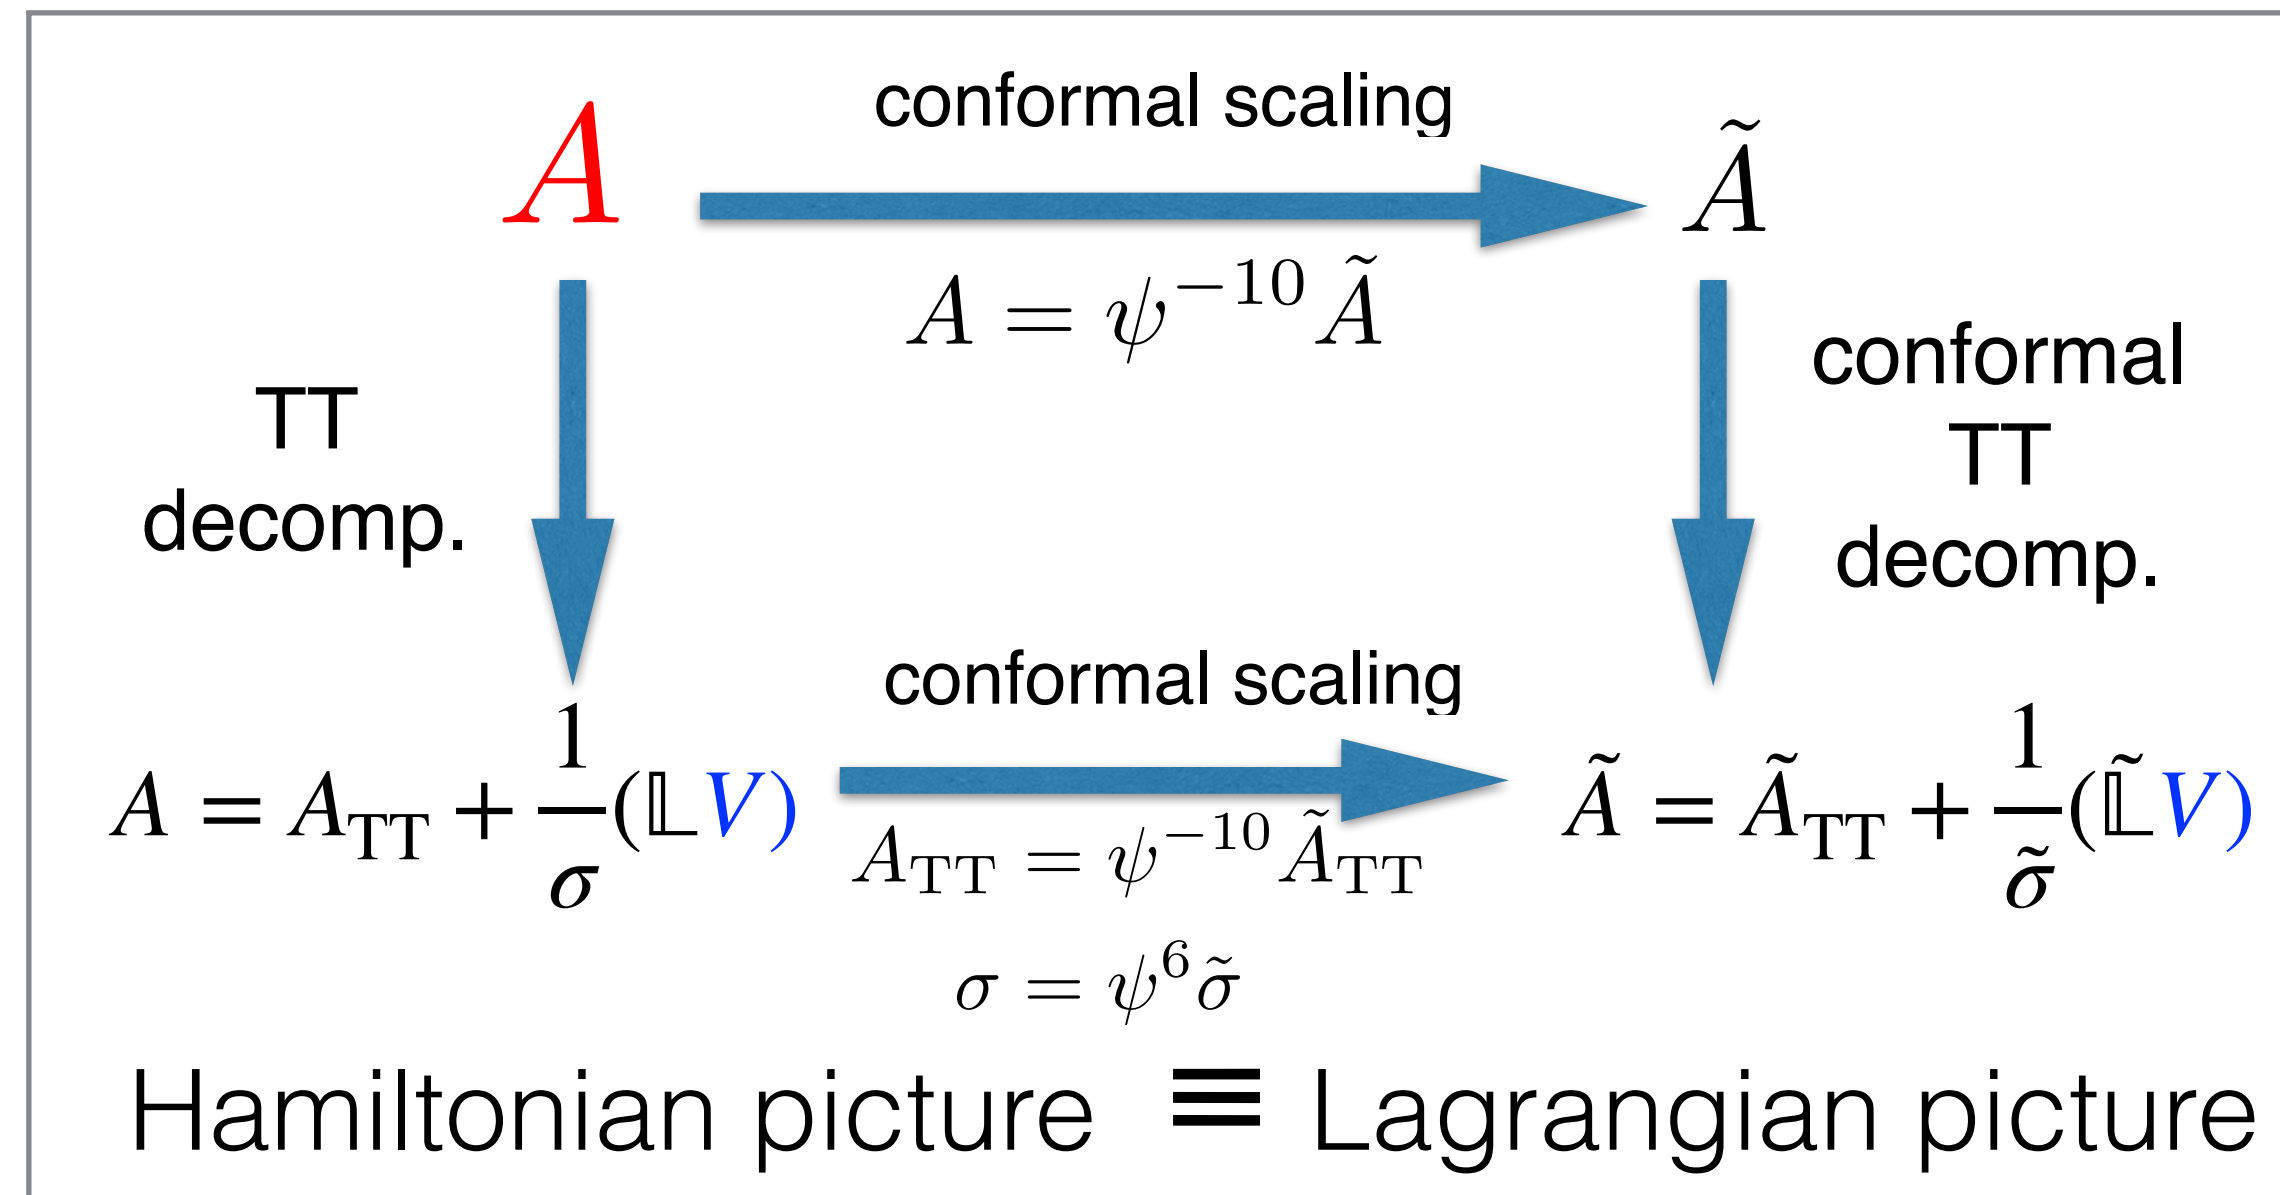 conformal scaling
A
Ã
A = ψ⁻¹⁰ Ã
TT
decomp.
conformal
TT
decomp.
conformal scaling
A = A_TT + 1/σ (𝕃V)
A_TT = ψ⁻¹⁰ Ã_TT
σ = ψ⁶ σ̃
Ã = Ã_TT + 1/σ̃ (𝕃̃V)
Hamiltonian picture ≡ Lagrangian picture